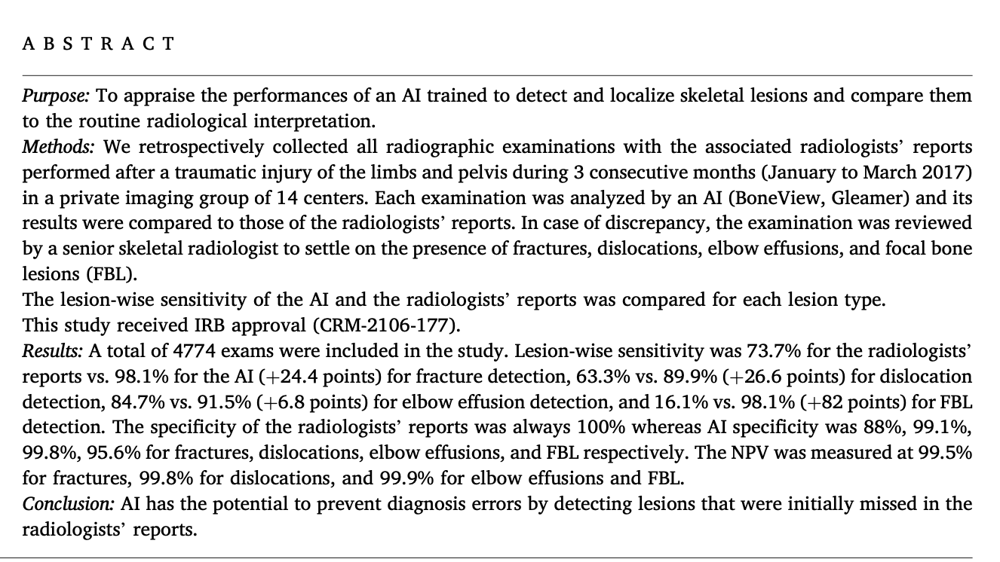 A B S T R A C T
Purpose: To appraise the performances of an AI trained to detect and localize skeletal lesions and compare them
to the routine radiological interpretation.
Methods: We retrospectively collected all radiographic examinations with the associated radiologists’ reports
performed after a traumatic injury of the limbs and pelvis during 3 consecutive months (January to March 2017)
in a private imaging group of 14 centers. Each examination was analyzed by an AI (BoneView, Gleamer) and its
results were compared to those of the radiologists’ reports. In case of discrepancy, the examination was reviewed
by a senior skeletal radiologist to settle on the presence of fractures, dislocations, elbow effusions, and focal bone
lesions (FBL).
The lesion-wise sensitivity of the AI and the radiologists’ reports was compared for each lesion type.
This study received IRB approval (CRM-2106-177).
Results: A total of 4774 exams were included in the study. Lesion-wise sensitivity was 73.7% for the radiologists’
reports vs. 98.1% for the AI (+24.4 points) for fracture detection, 63.3% vs. 89.9% (+26.6 points) for dislocation
detection, 84.7% vs. 91.5% (+6.8 points) for elbow effusion detection, and 16.1% vs. 98.1% (+82 points) for FBL
detection. The specificity of the radiologists’ reports was always 100% whereas AI specificity was 88%, 99.1%,
99.8%, 95.6% for fractures, dislocations, elbow effusions, and FBL respectively. The NPV was measured at 99.5%
for fractures, 99.8% for dislocations, and 99.9% for elbow effusions and FBL.
Conclusion: AI has the potential to prevent diagnosis errors by detecting lesions that were initially missed in the
radiologists’ reports.